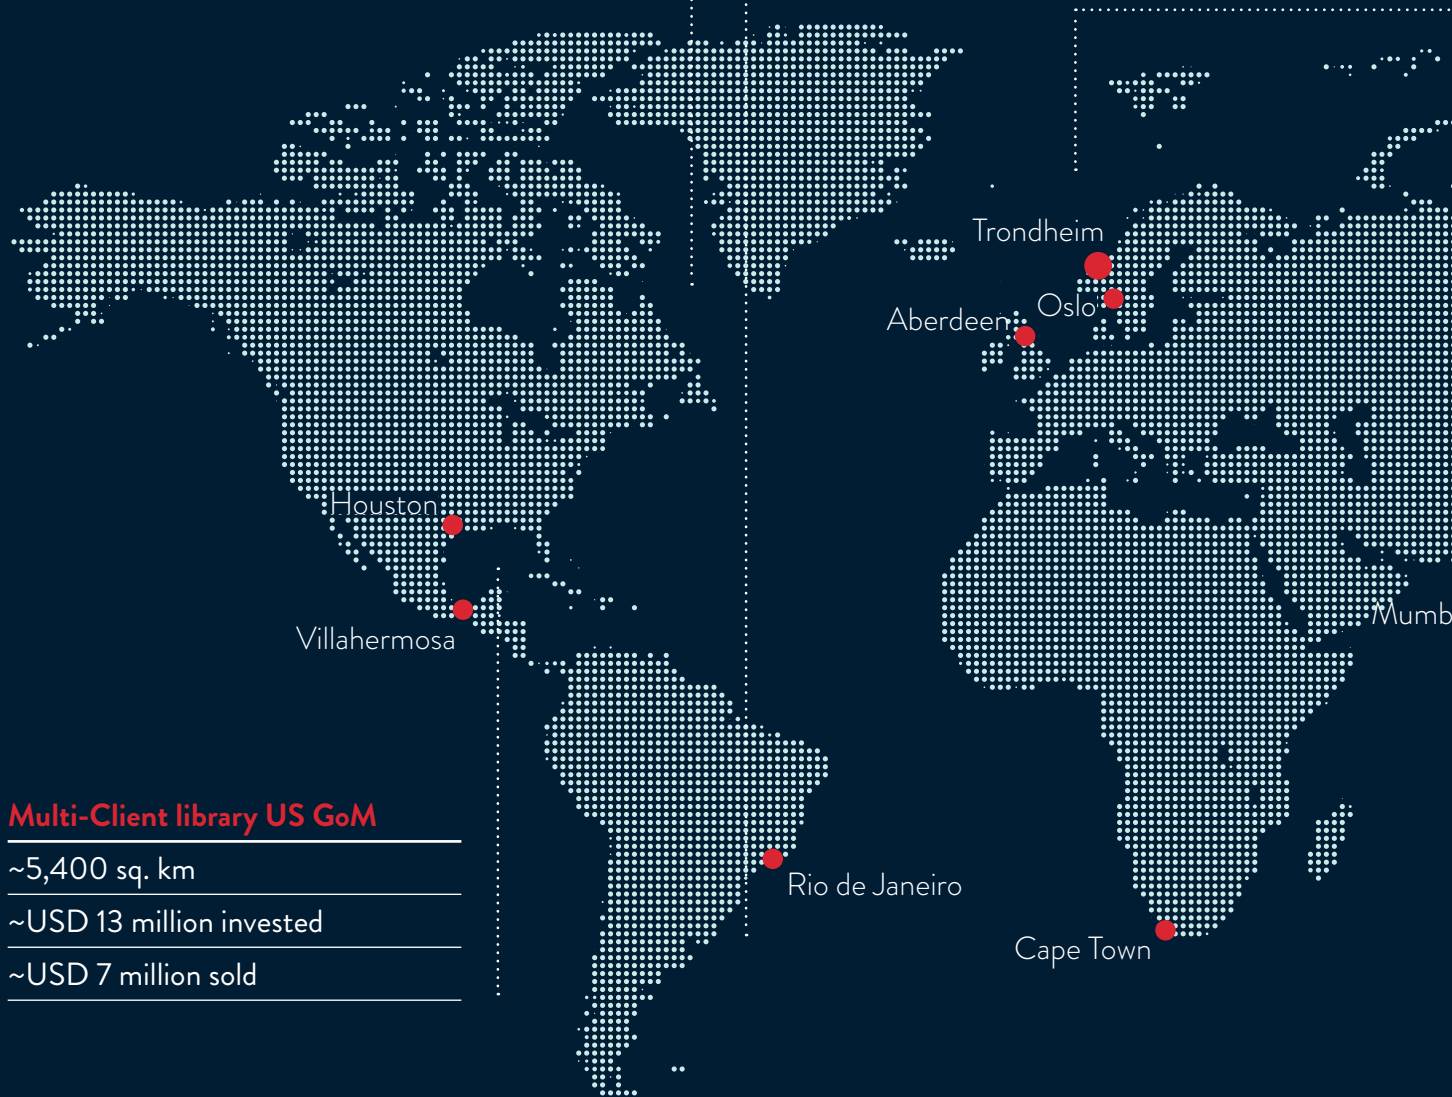 Trondheim
Oslo
Aberdeen
Houston
Mumb
Villahermosa
Multi-Client library US GoM
~5,400 sq. km
~USD 13 million invested
~USD 7 million sold
Rio de Janeiro
Cape Town